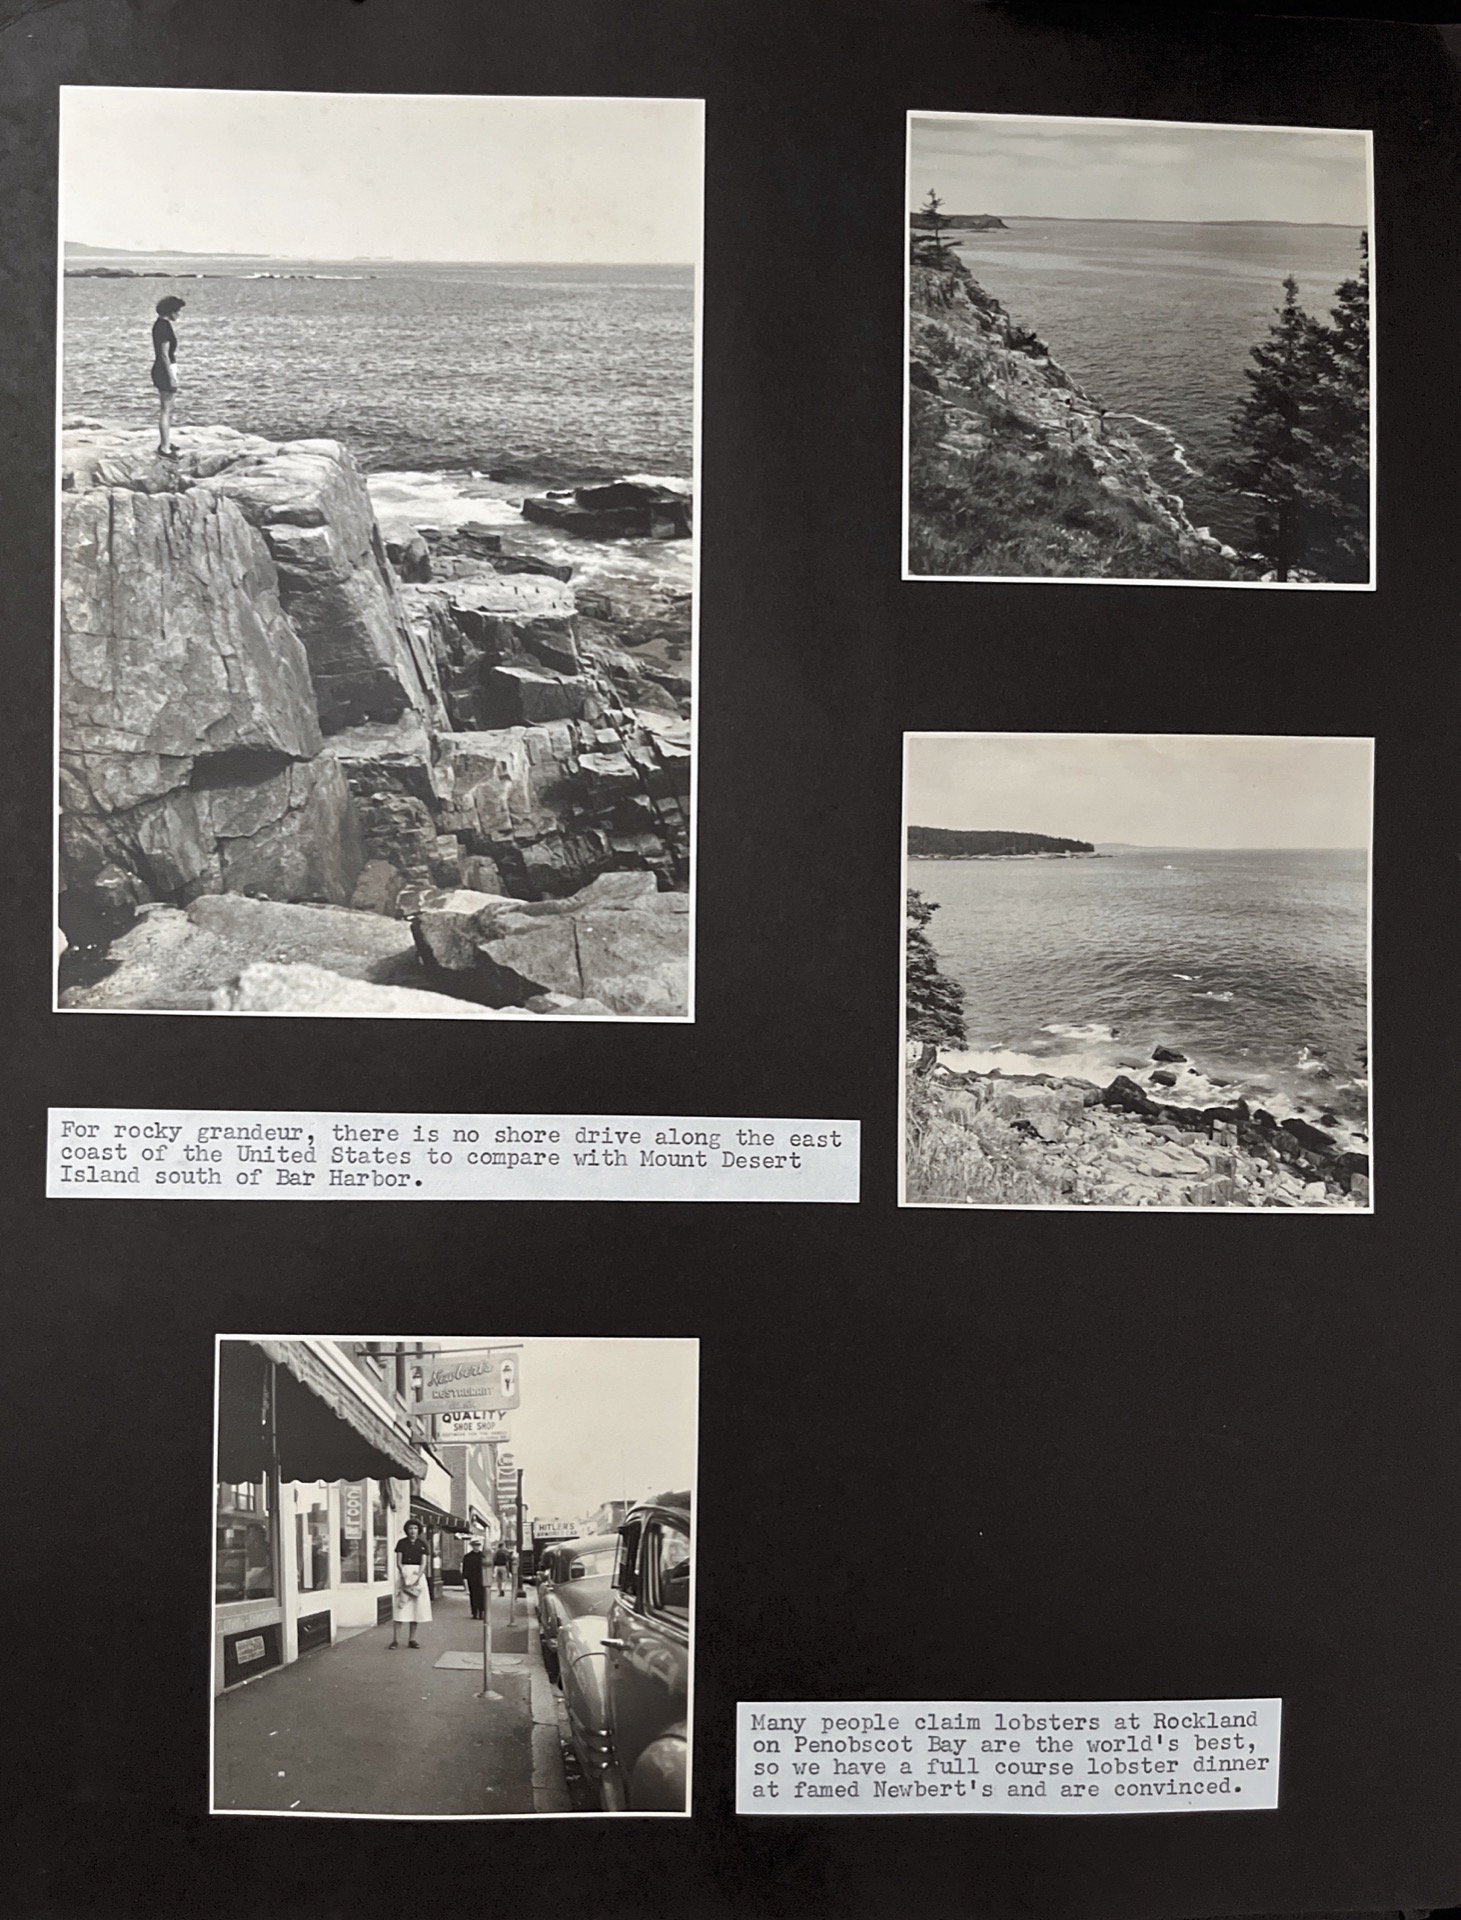 For rocky grandeur, there is no shore drive along the east
coast of the United States to compare with Mount Desert
Island south of Bar Harbor.
Newbert's
RESTAURANT
QUALITY
SHOE SHOP
HITLER'S
ARMORED CAR
Many people claim lobsters at Rockland
on Penobscot Bay are the world's best,
so we have a full course lobster dinner
at famed Newbert's and are convinced.